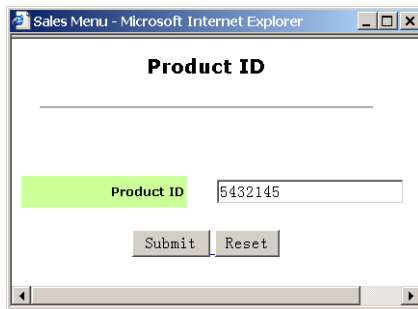 Sales Menu - Microsoft Internet Explorer
Product ID
Product ID 5432145
Submit Reset